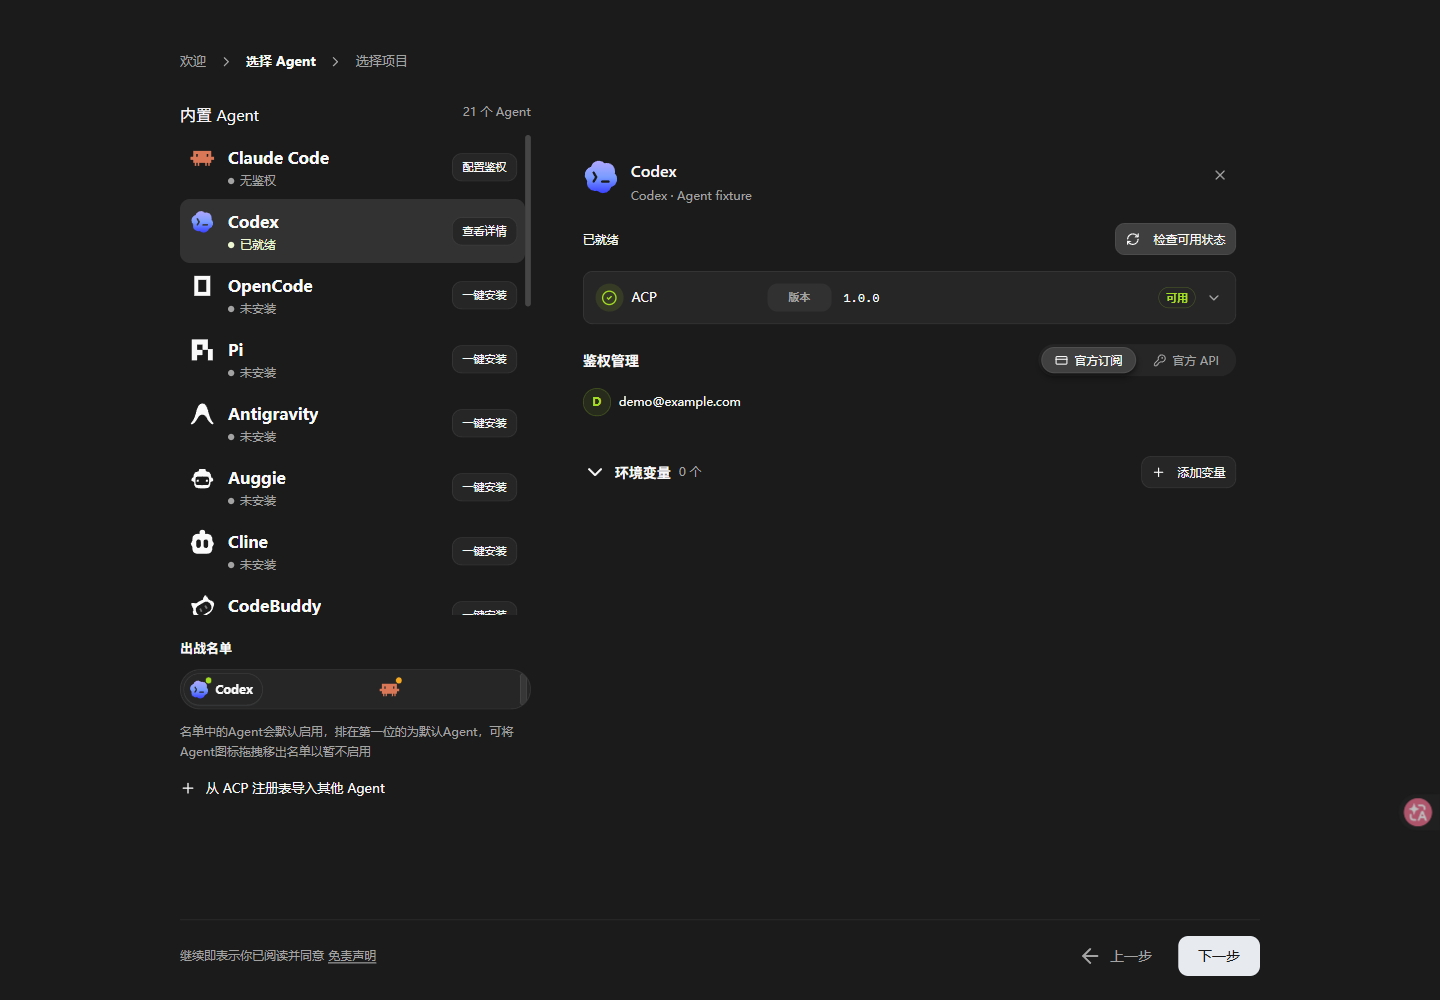 欢迎 > 选择 Agent > 选择项目
内置 Agent
21 个 Agent
Claude Code
无鉴权
配置鉴权
Codex
已就绪
查看详情
OpenCode
未安装
一键安装
Pi
未安装
一键安装
Antigravity
未安装
一键安装
Auggie
未安装
一键安装
Cline
未安装
一键安装
CodeBuddy
一键安装
出战名单
Codex
名单中的Agent会默认启用，排在第一位的为默认Agent，可将
Agent图标拖拽移出名单以暂不启用
从 ACP 注册表导入其他 Agent
Codex
Codex · Agent fixture
已就绪
检查可用状态
ACP
版本
1.0.0
可用
鉴权管理
官方订阅
官方 API
D
demo@example.com
环境变量 0 个
添加变量
继续即表示你已阅读并同意 免责声明
上一步
下一步